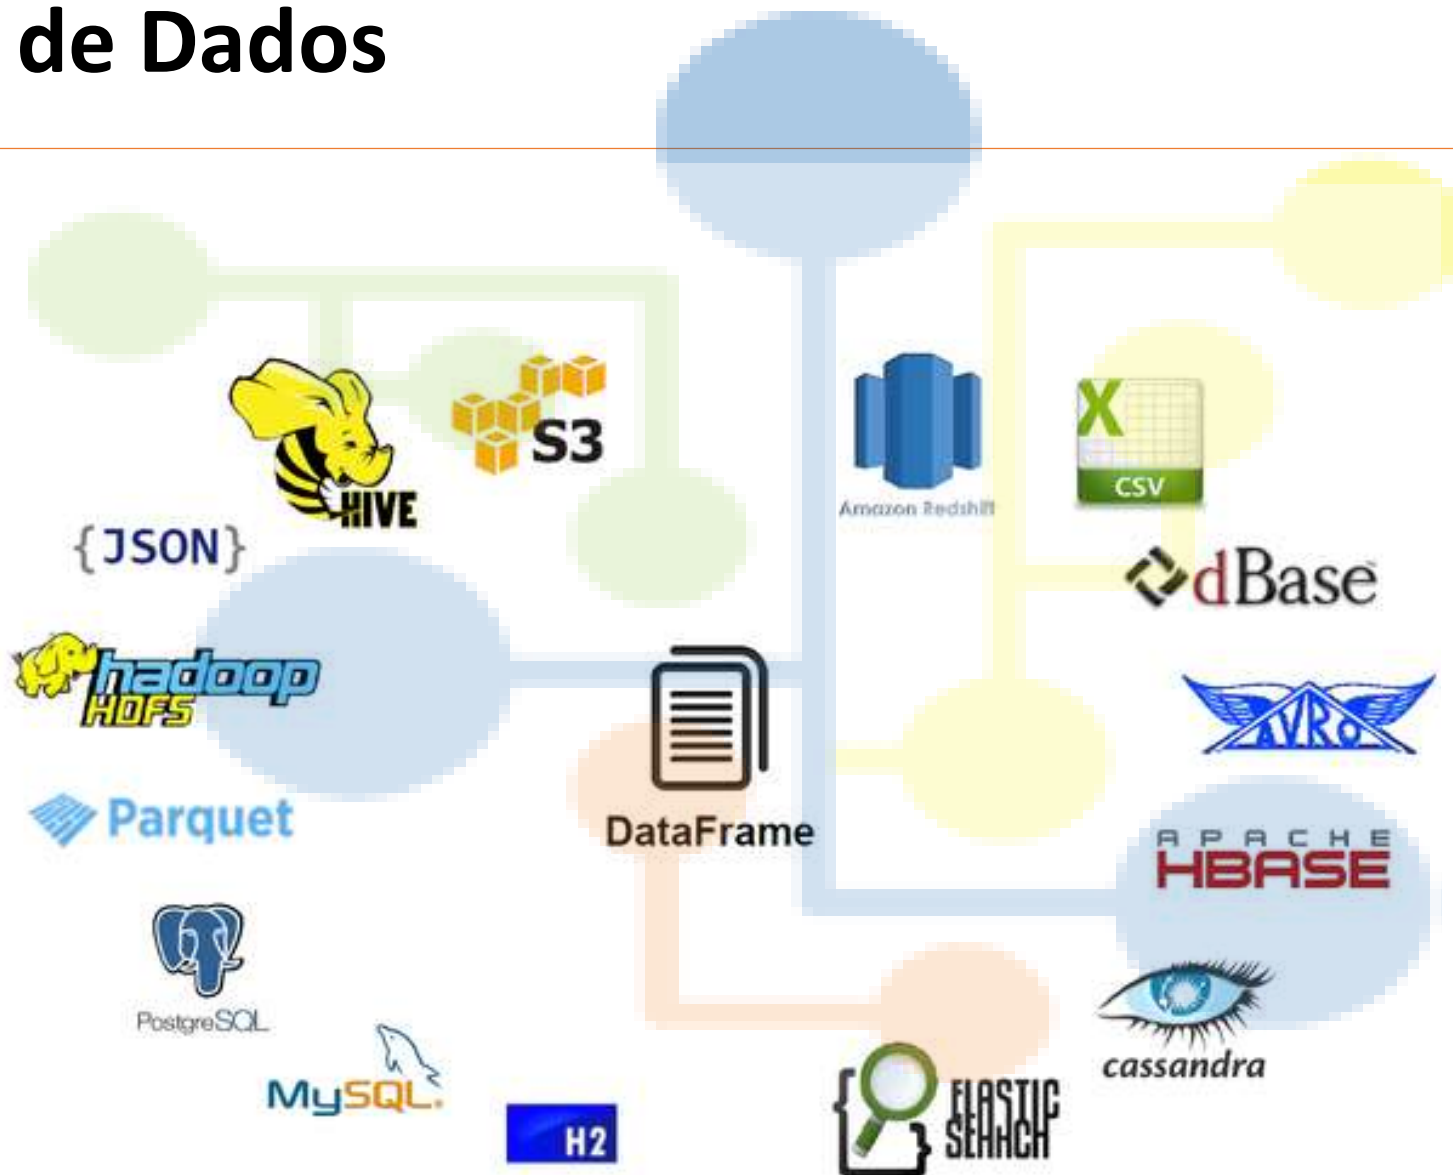 de Dados
S3
HIVE
Amazon Redshift
X
CSV
{JSON}
dBase
hadoop
HDFS
AVRO
Parquet
DataFrame
APACHE
HBASE
PostgreSQL
MySQL
cassandra
H2
ELASTIC
SEARCH